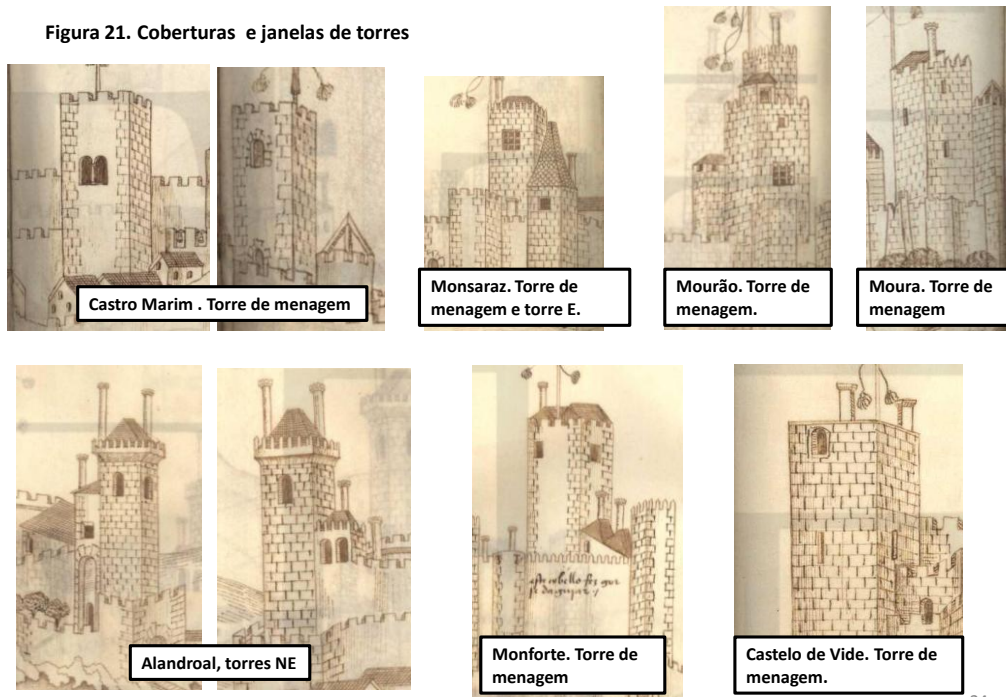 Figura 21. Coberturas e janelas de torres
Castro Marim . Torre de menagem
Monsaraz. Torre de
menagem e torre E.
Mourão. Torre de
menagem.
Moura. Torre de
menagem
Alandroal, torres NE
Monforte. Torre de
menagem
Castelo de Vide. Torre de
menagem.